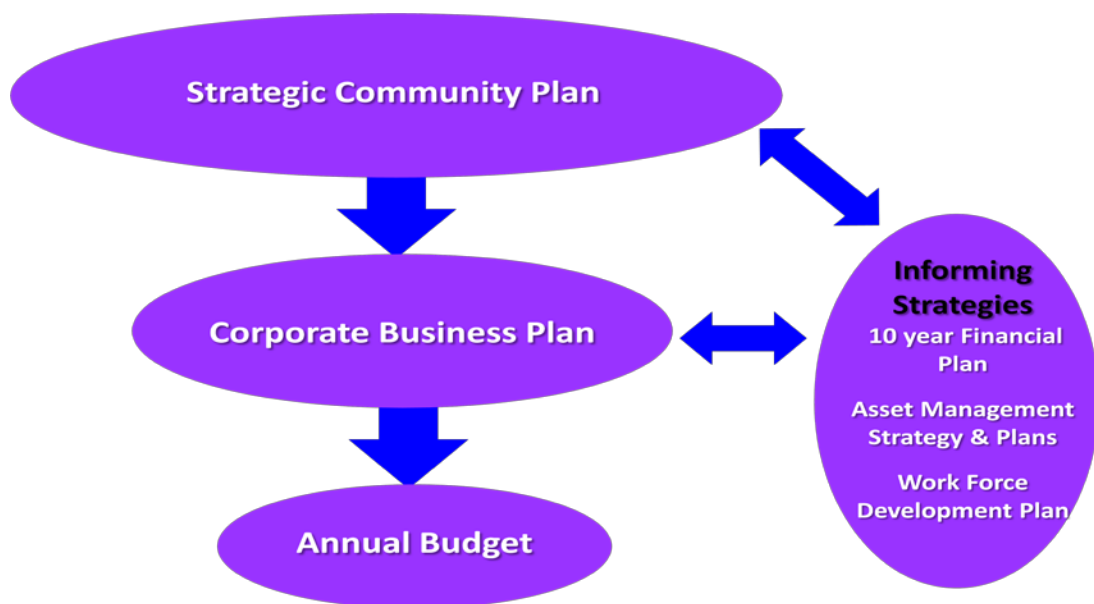 Strategic Community Plan
Corporate Business Plan
Annual Budget
Informing
Strategies
10 year Financial
Plan
Asset Management
Strategy & Plans
Work Force
Development Plan